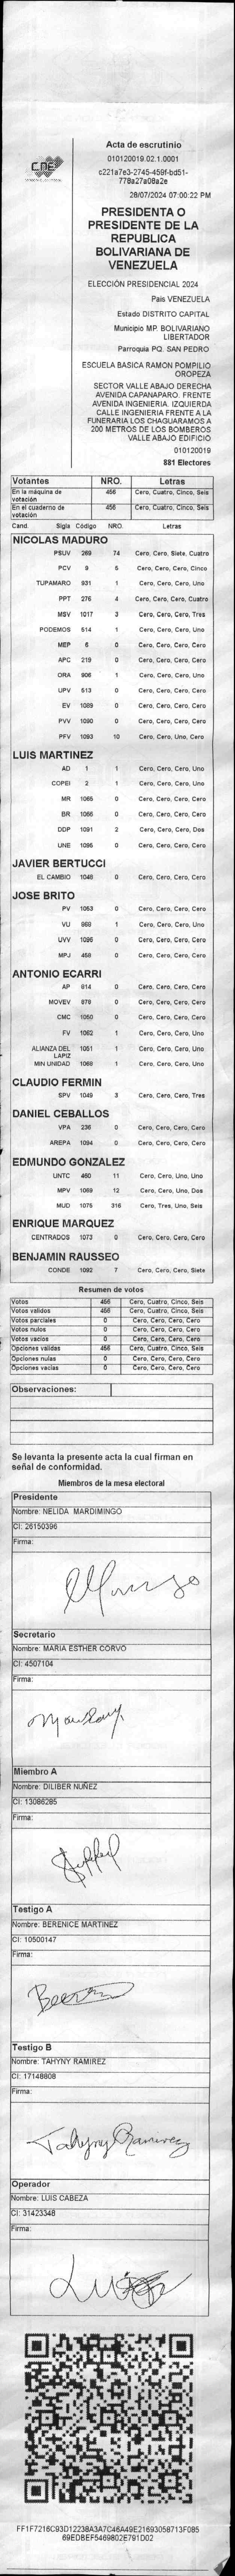 CNE
Acta de escrutinio
010120019.02.1.0001
c221a7e3-2745-459f-bd51-
778a27a08a2e
28/07/2024 07:00:22 PM
PRESIDENTA O
PRESIDENTE DE LA
REPUBLICA
BOLIVARIANA DE
VENEZUELA
ELECCIÓN PRESIDENCIAL 2024
País VENEZUELA
Estado DISTRITO CAPITAL
Municipio MP. BOLIVARIANO
LIBERTADOR
Parroquia PQ. SAN PEDRO
ESCUELA BASICA RAMON POMPILIO
OROPEZA
SECTOR VALLE ABAJO DERECHA
AVENIDA CAPANAPARO. FRENTE
AVENIDA INGENIERIA. IZQUIERDA
CALLE INGENIERIA FRENTE A LA
FUNERARIA LOS CHAGUARAMOS A
200 METROS DE LOS BOMBEROS
VALLE ABAJO EDIFICIO
010120019
881 Electores
Votantes NRO. Letras
En la máquina de votación 456 Cero, Cuatro, Cinco, Seis
En el cuaderno de votación 456 Cero, Cuatro, Cinco, Seis
Cand. Sigla Código NRO. Letras
NICOLAS MADURO
PSUV 269 74 Cero, Cero, Siete, Cuatro
PCV 9 5 Cero, Cero, Cero, Cinco
TUPAMARO 931 1 Cero, Cero, Cero, Uno
PPT 276 4 Cero, Cero, Cero, Cuatro
MSV 1017 3 Cero, Cero, Cero, Tres
PODEMOS 514 1 Cero, Cero, Cero, Uno
MEP 6 0 Cero, Cero, Cero, Cero
APC 219 0 Cero, Cero, Cero, Cero
ORA 906 1 Cero, Cero, Cero, Uno
UPV 513 0 Cero, Cero, Cero, Cero
EV 1089 0 Cero, Cero, Cero, Cero
PVV 1090 0 Cero, Cero, Cero, Cero
PFV 1093 10 Cero, Cero, Uno, Cero
LUIS MARTINEZ
AD 1 1 Cero, Cero, Cero, Uno
COPEI 2 1 Cero, Cero, Cero, Uno
MR 1065 0 Cero, Cero, Cero, Cero
BR 1056 0 Cero, Cero, Cero, Cero
DDP 1091 2 Cero, Cero, Cero, Dos
UNE 1095 0 Cero, Cero, Cero, Cero
JAVIER BERTUCCI
EL CAMBIO 1048 0 Cero, Cero, Cero, Cero
JOSE BRITO
PV 1053 0 Cero, Cero, Cero, Cero
VU 868 1 Cero, Cero, Cero, Uno
UVV 1096 0 Cero, Cero, Cero, Cero
MPJ 458 0 Cero, Cero, Cero, Cero
ANTONIO ECARRI
AP 814 0 Cero, Cero, Cero, Cero
MOVEV 878 0 Cero, Cero, Cero, Cero
CMC 1050 0 Cero, Cero, Cero, Cero
FV 1062 1 Cero, Cero, Cero, Uno
ALIANZA DEL LAPIZ 1051 1 Cero, Cero, Cero, Uno
MIN UNIDAD 1068 1 Cero, Cero, Cero, Uno
CLAUDIO FERMIN
SPV 1049 3 Cero, Cero, Cero, Tres
DANIEL CEBALLOS
VPA 236 0 Cero, Cero, Cero, Cero
AREPA 1094 0 Cero, Cero, Cero, Cero
EDMUNDO GONZALEZ
UNTC 460 11 Cero, Cero, Uno, Uno
MPV 1069 12 Cero, Cero, Uno, Dos
MUD 1075 316 Cero, Tres, Uno, Seis
ENRIQUE MARQUEZ
CENTRADOS 1073 0 Cero, Cero, Cero, Cero
BENJAMIN RAUSSEO
CONDE 1092 7 Cero, Cero, Cero, Siete
Resumen de votos
Votos 456 Cero, Cuatro, Cinco, Seis
Votos validos 456 Cero, Cuatro, Cinco, Seis
Votos parciales 0 Cero, Cero, Cero, Cero
Votos nulos 0 Cero, Cero, Cero, Cero
Votos vacios 0 Cero, Cero, Cero, Cero
Opciones validas 456 Cero, Cuatro, Cinco, Seis
Opciones nulas 0 Cero, Cero, Cero, Cero
Opciones vacias 0 Cero, Cero, Cero, Cero
Observaciones:
Se levanta la presente acta la cual firman en
señal de conformidad.
Miembros de la mesa electoral
Presidente
Nombre: NELIDA MARDIMINGO
CI: 26150396
Firma:
Secretario
Nombre: MARIA ESTHER CORVO
CI: 4507104
Firma:
Miembro A
Nombre: DILIBER NUÑEZ
CI: 13086285
Firma:
Testigo A
Nombre: BERENICE MARTINEZ
CI: 10500147
Firma:
Testigo B
Nombre: TAHYNY RAMIREZ
CI: 17148808
Firma:
Tahyny Ramirez
Operador
Nombre: LUIS CABEZA
CI: 31423348
Firma:
FF1F7216C93D12238A3A7C46A49E21693058713F085
69EDBEF5469802E791D02